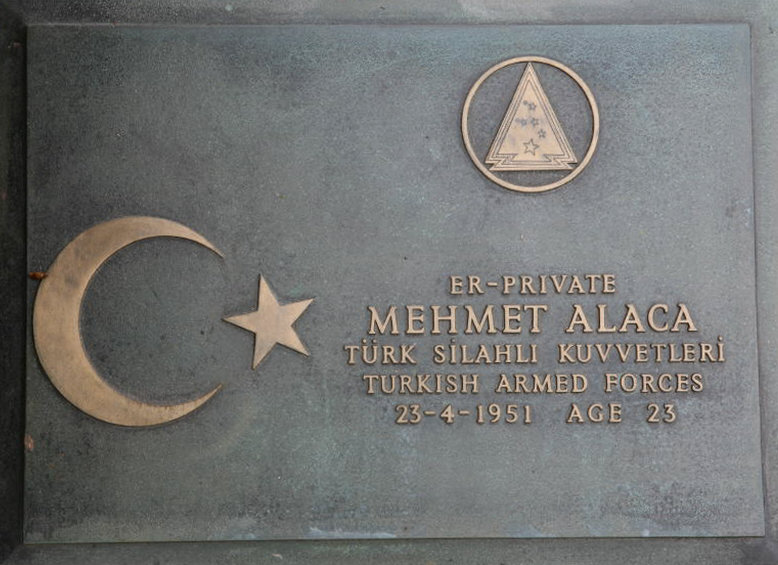 ER-PRIVATE
MEHMET ALACA
TÜRK SİLAHLI KUVVETLERİ
TURKISH ARMED FORCES
23-4-1951 AGE 23